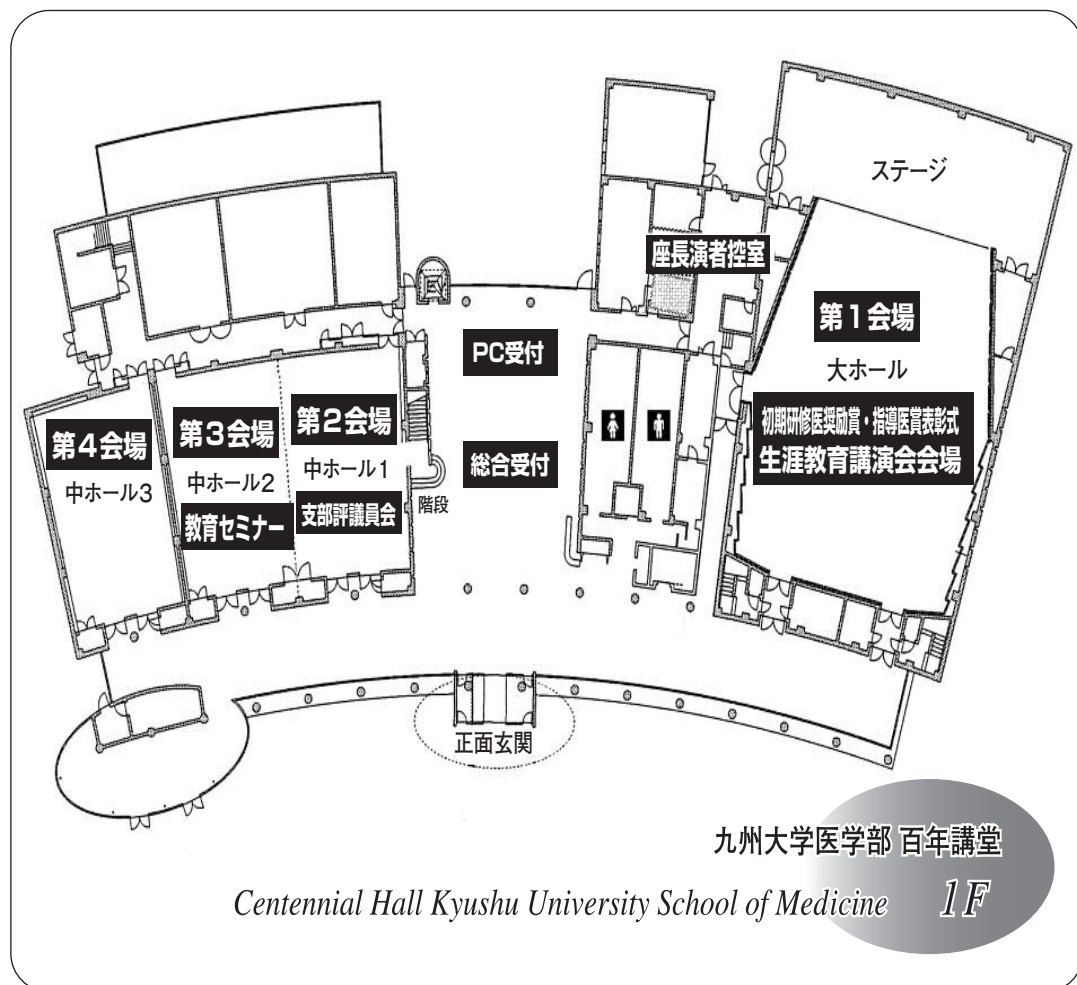 ステージ
座長演者控室
第1会場
大ホール
初期研修医奨励賞・指導医賞表彰式
生涯教育講演会会場
PC受付
総合受付
第2会場
中ホール1
支部評議員会
階段
第3会場
中ホール2
教育セミナー
第4会場
中ホール3
正面玄関
九州大学医学部 百年講堂
Centennial Hall Kyushu University School of Medicine 1F